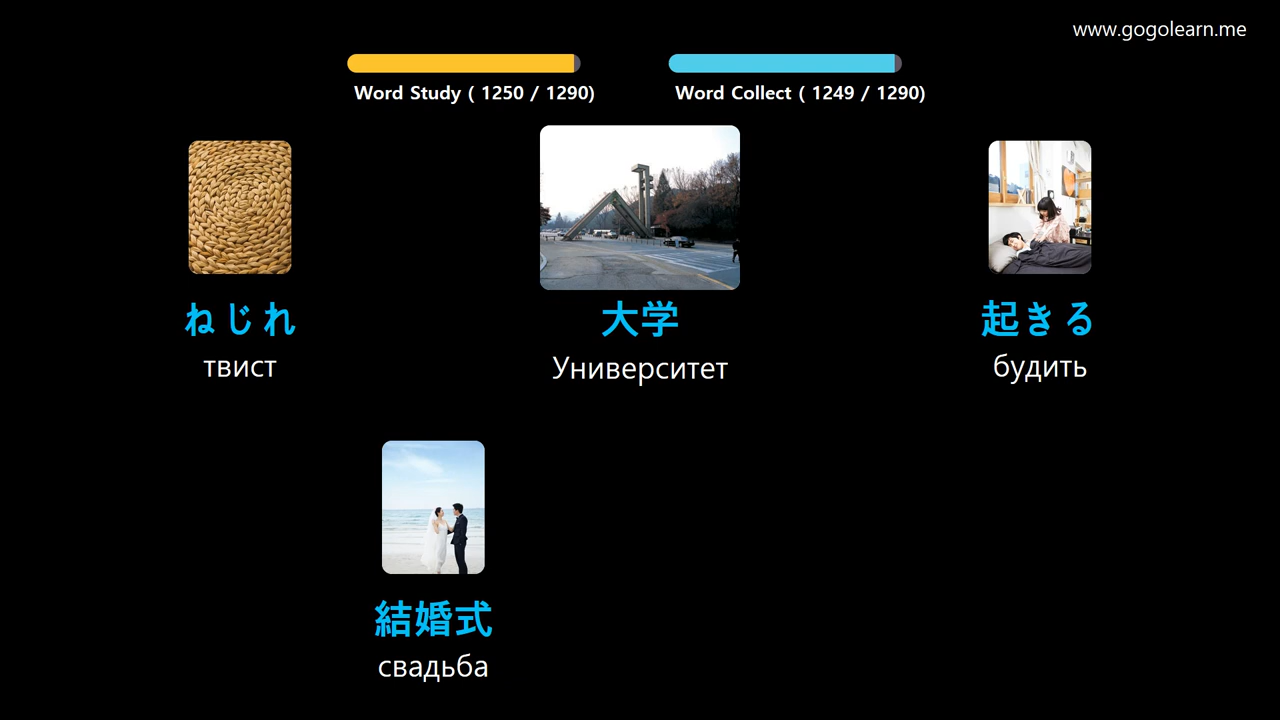 www.gogolearn.me
Word Study ( 1250 / 1290)
Word Collect ( 1249 / 1290)
ねじれ
твист
大学
Университет
起きる
будить
結婚式
свадьба